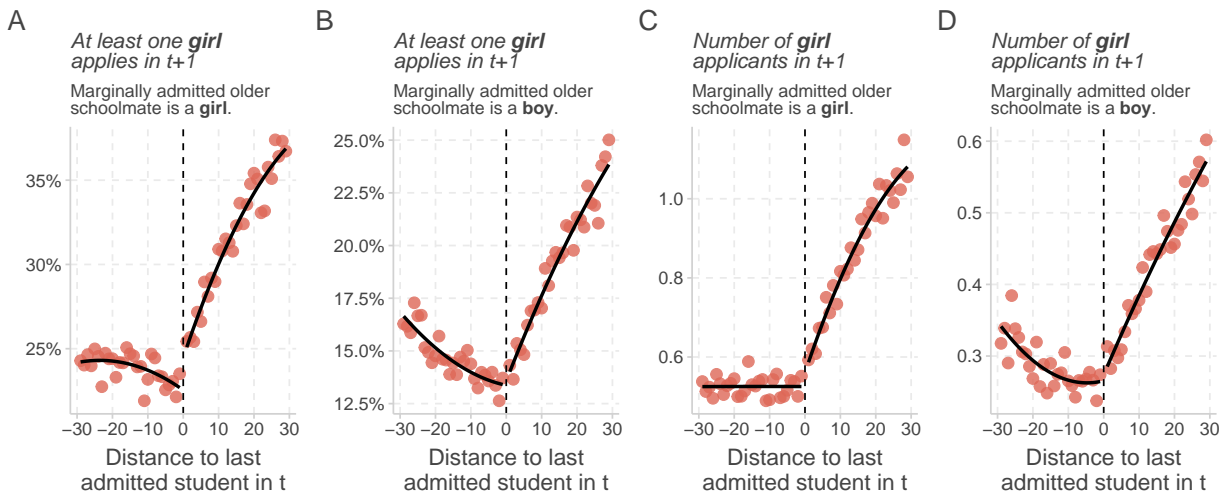 A
At least one girl
applies in t+1
Marginally admitted older
schoolmate is a girl.
35%
30%
25%
−30 −20 −10 0 10 20 30
Distance to last
admitted student in t
B
At least one girl
applies in t+1
Marginally admitted older
schoolmate is a boy.
25.0%
22.5%
20.0%
17.5%
15.0%
12.5%
−30 −20 −10 0 10 20 30
Distance to last
admitted student in t
C
Number of girl
applicants in t+1
Marginally admitted older
schoolmate is a girl.
1.0
0.8
0.6
−30 −20 −10 0 10 20 30
Distance to last
admitted student in t
D
Number of girl
applicants in t+1
Marginally admitted older
schoolmate is a boy.
0.6
0.5
0.4
0.3
−30 −20 −10 0 10 20 30
Distance to last
admitted student in t